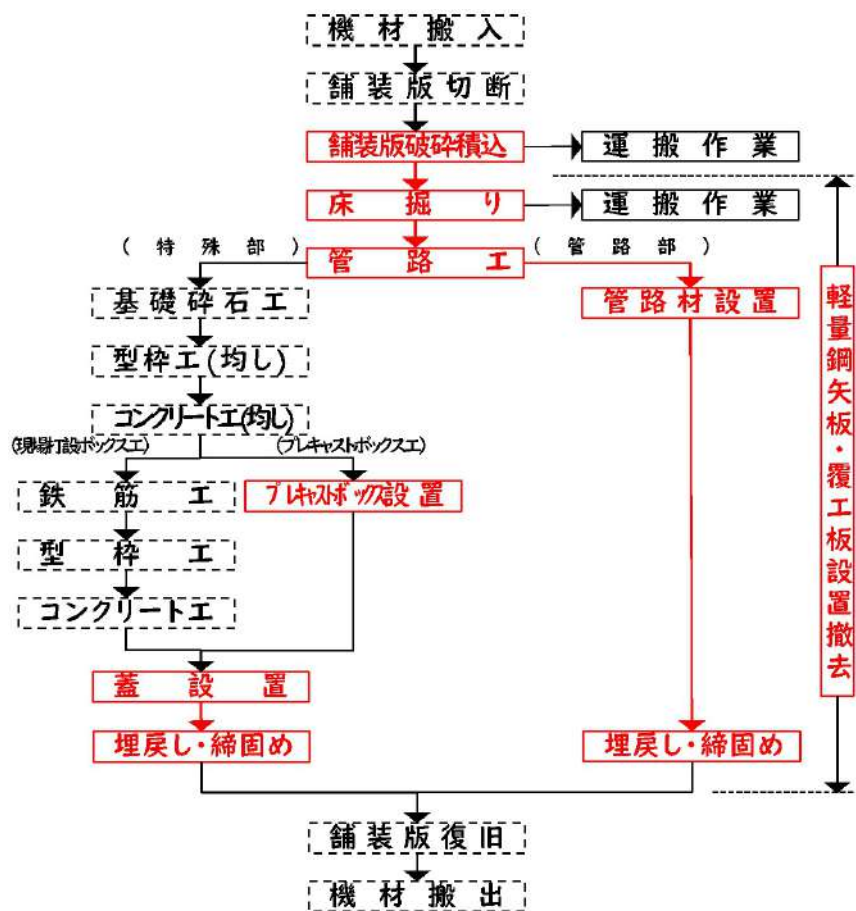 機材搬入
舗装版切断
舗装版破砕積込
運搬作業
床掘り
運搬作業
(特殊部)
(管路部)
管路工
基礎砕石工
管路材設置
型枠工(均し)
コンクリート工(均し)
(現場打設ボックス工)
(プレキャストボックス工)
鉄筋工
プレキャストボックス設置
型枠工
コンクリート工
蓋設置
埋戻し・締固め
埋戻し・締固め
軽量鋼矢板・覆工板設置撤去
舗装版復旧
機材搬出